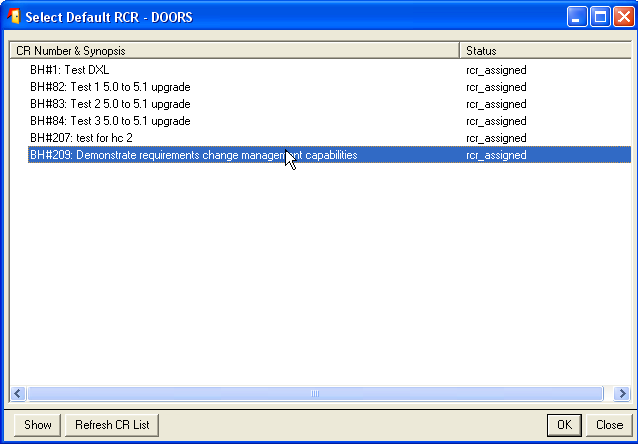 Select Default RCR - DOORS
CR Number & Synopsis Status
BH#1: Test DXL rcr_assigned
BH#82: Test 1 5.0 to 5.1 upgrade rcr_assigned
BH#83: Test 2 5.0 to 5.1 upgrade rcr_assigned
BH#84: Test 3 5.0 to 5.1 upgrade rcr_assigned
BH#207: test for hc 2 rcr_assigned
BH#209: Demonstrate requirements change management capabilities rcr_assigned
Show Refresh CR List OK Close